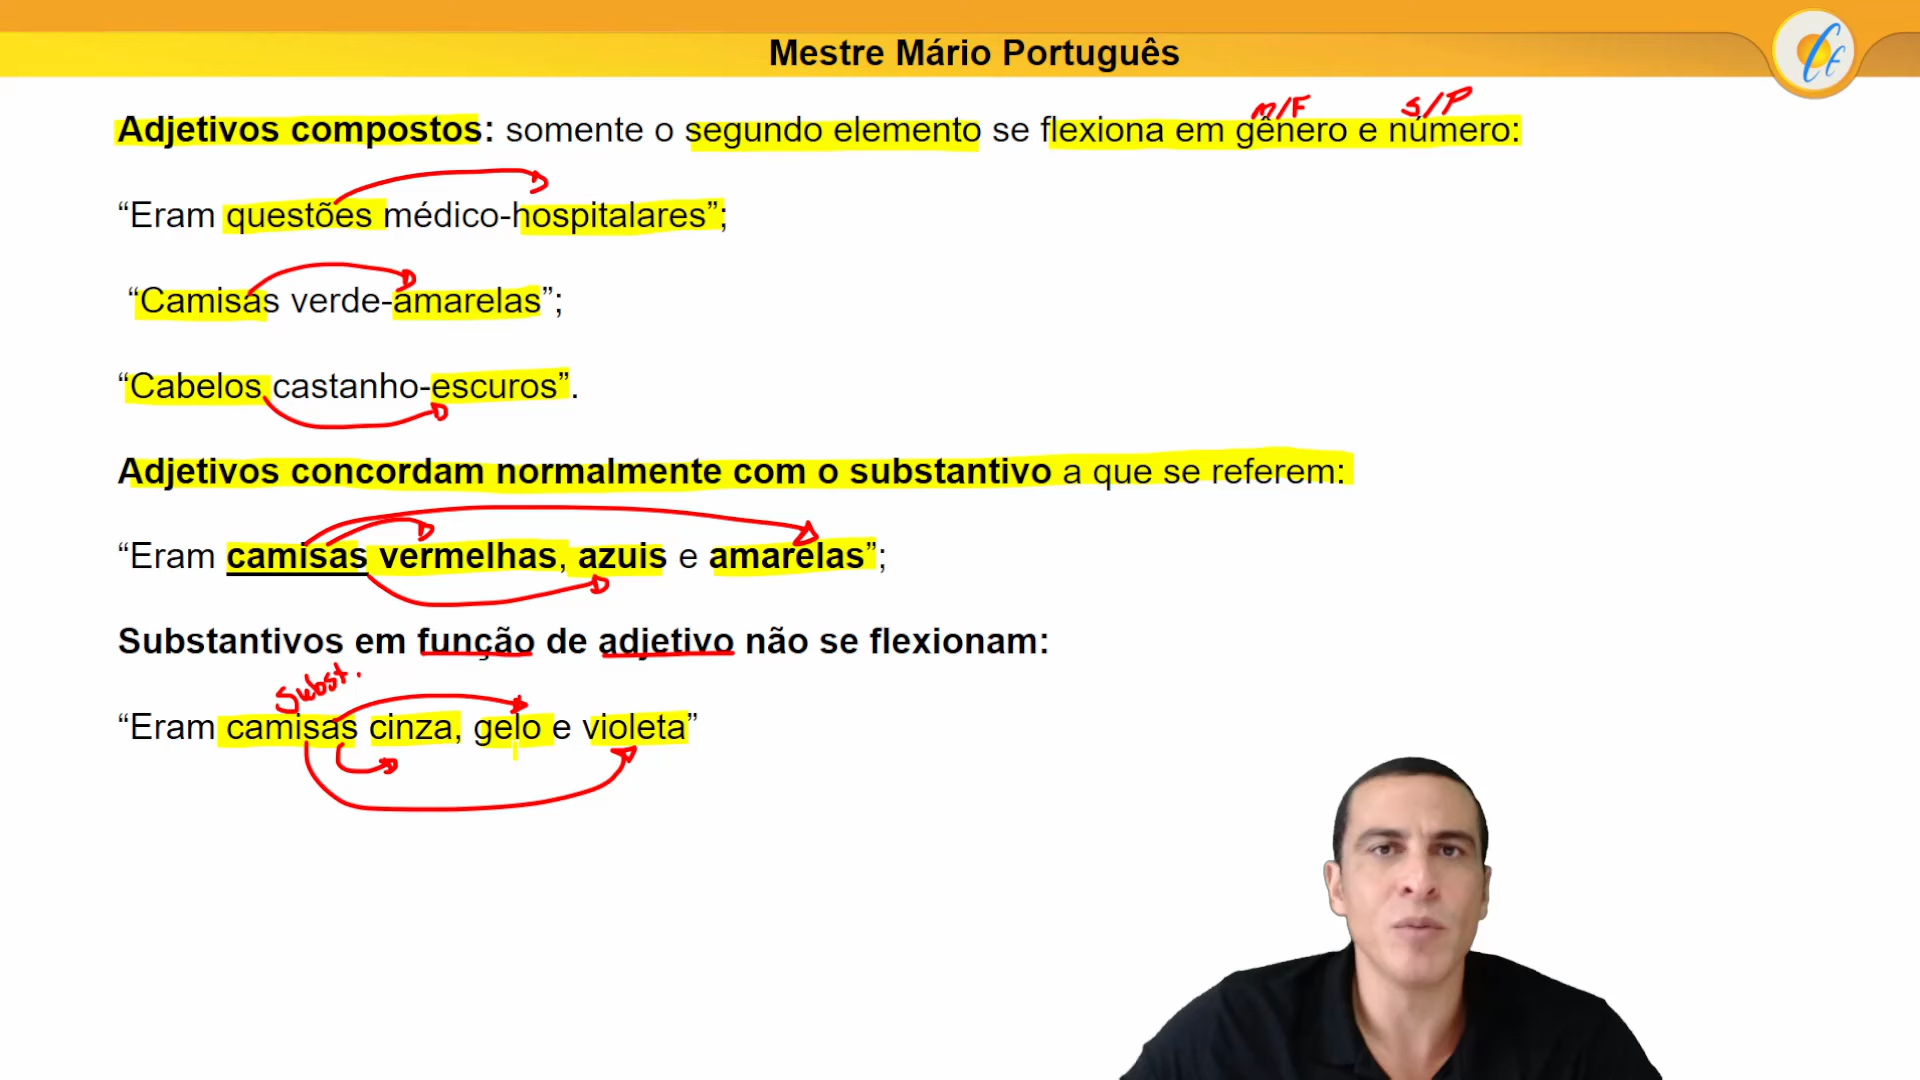 Mestre Mário Português
m/F s/P
Adjetivos compostos: somente o segundo elemento se flexiona em gênero e número:
“Eram questões médico-hospitalares”;
“Camisas verde-amarelas”;
“Cabelos castanho-escuros”.
Adjetivos concordam normalmente com o substantivo a que se referem:
“Eram camisas vermelhas, azuis e amarelas”;
Substantivos em função de adjetivo não se flexionam:
Subst.
“Eram camisas cinza, gelo e violeta”